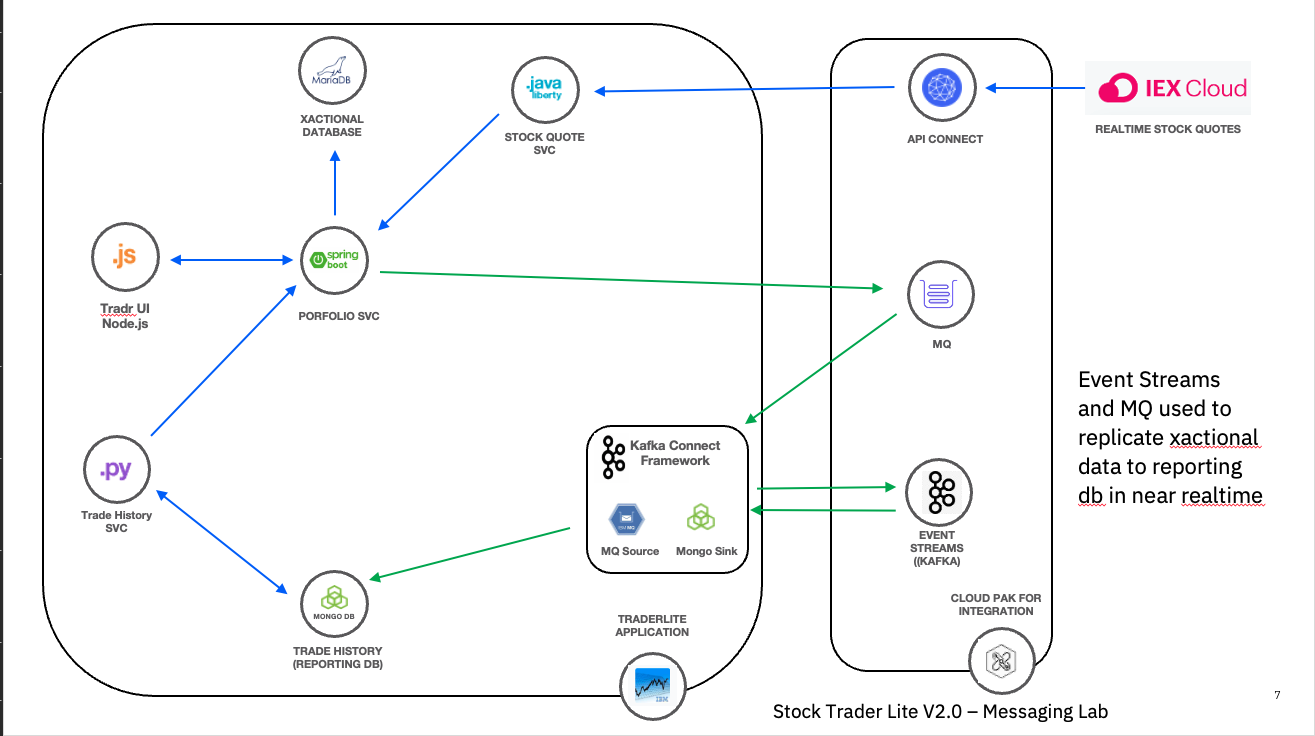 MariaDB
XACTIONAL
DATABASE
.java
liberty
STOCK QUOTE
SVC
API CONNECT
IEX Cloud
REALTIME STOCK QUOTES
.js
Tradr UI
Node.js
spring
boot
PORFOLIO SVC
MQ
Event Streams
and MQ used to
replicate xactional
data to reporting
db in near realtime
.py
Trade History
SVC
Kafka Connect
Framework
IBM MQ
MQ Source
Mongo Sink
EVENT
STREAMS
((KAFKA)
MONGO DB
TRADE HISTORY
(REPORTING DB)
TRADERLITE
APPLICATION
IBM
CLOUD PAK FOR
INTEGRATION
Stock Trader Lite V2.0 – Messaging Lab
7